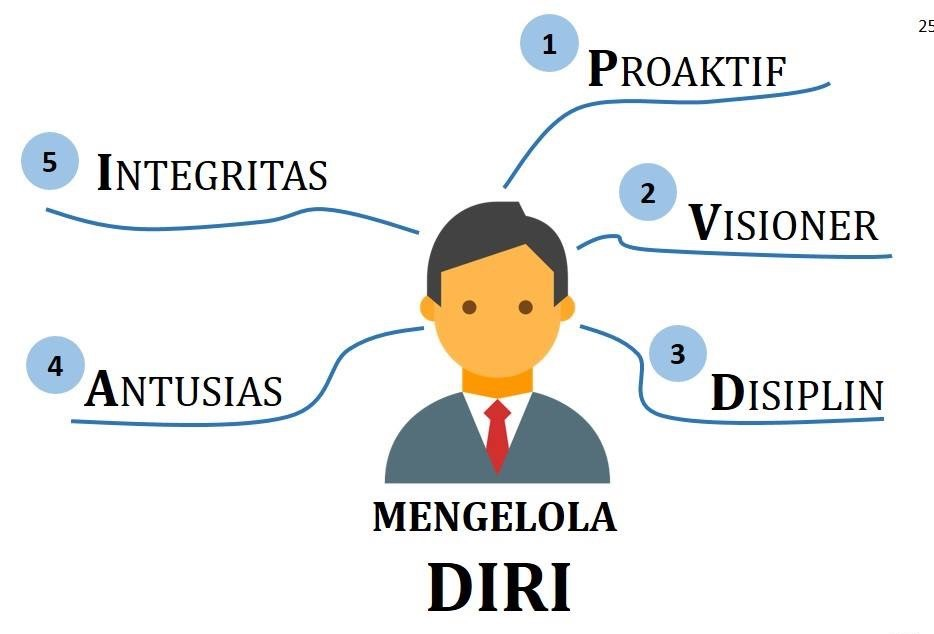 25
1
PROAKTIF
2
VISIONER
3
DISIPLIN
4
ANTUSIAS
5
INTEGRITAS
MENGELOLA
DIRI